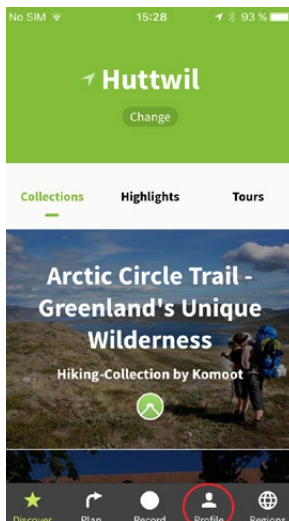 No SIM 15:28 93 %
Huttwil
Change
Collections Highlights Tours
Arctic Circle Trail -
Greenland's Unique
Wilderness
Hiking-Collection by Komoot
Discover Plan Record Profile Regions